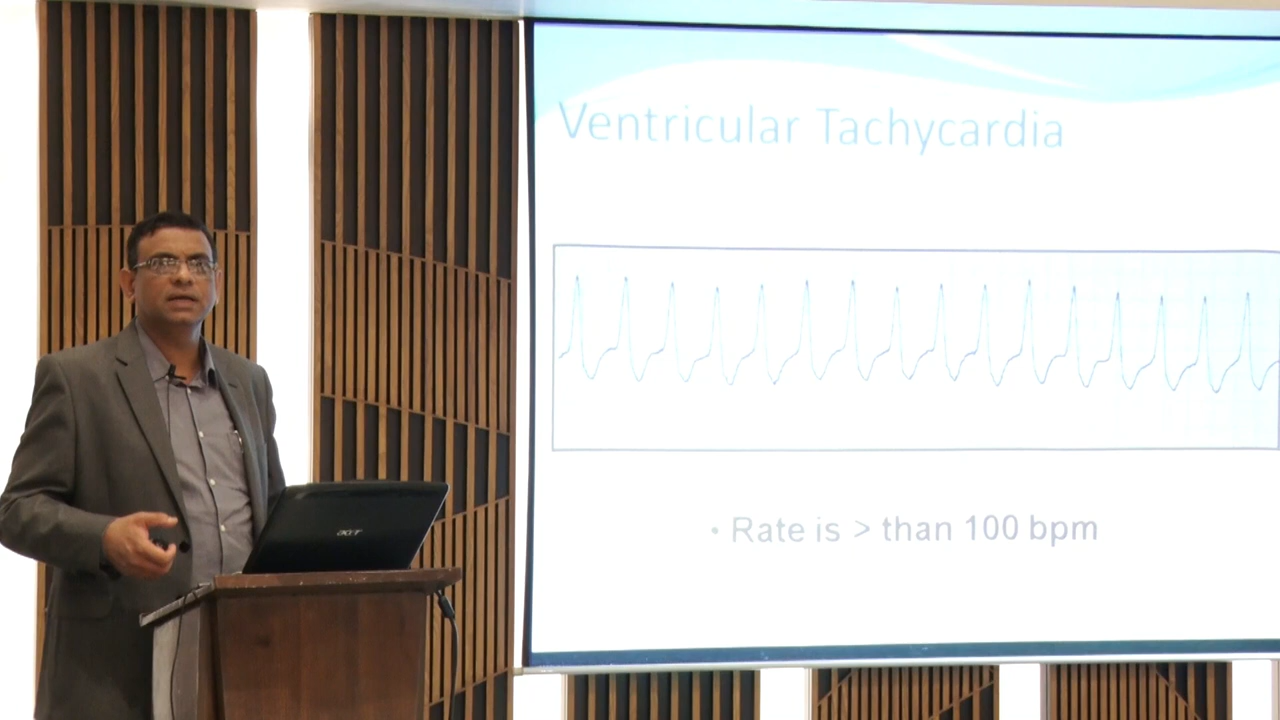 Ventricular Tachycardia
• Rate is > than 100 bpm
acer